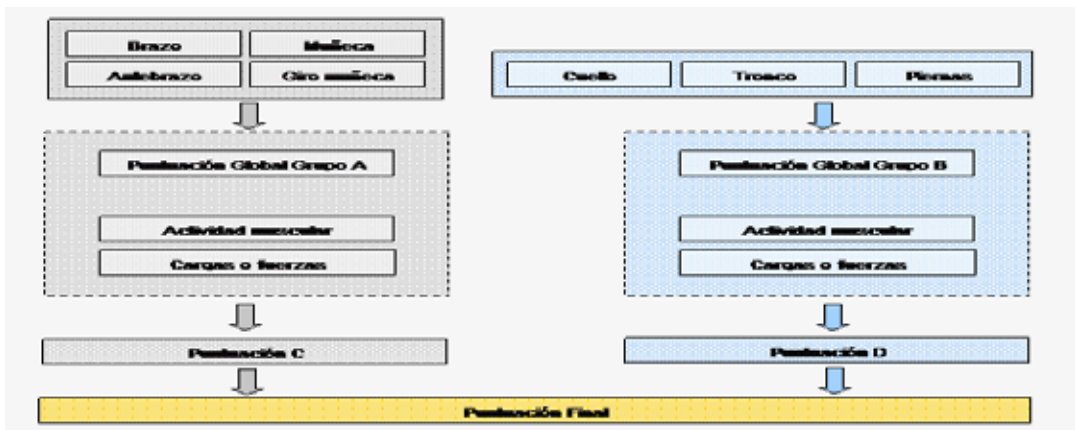 Brazo
Muñeca
Antebrazo
Giro muñeca
Cuello
Tronco
Piernas
Puntuación Global Grupo A
Puntuación Global Grupo B
Actividad muscular
Actividad muscular
Cargas o fuerzas
Cargas o fuerzas
Puntuación C
Puntuación D
Puntuación Final